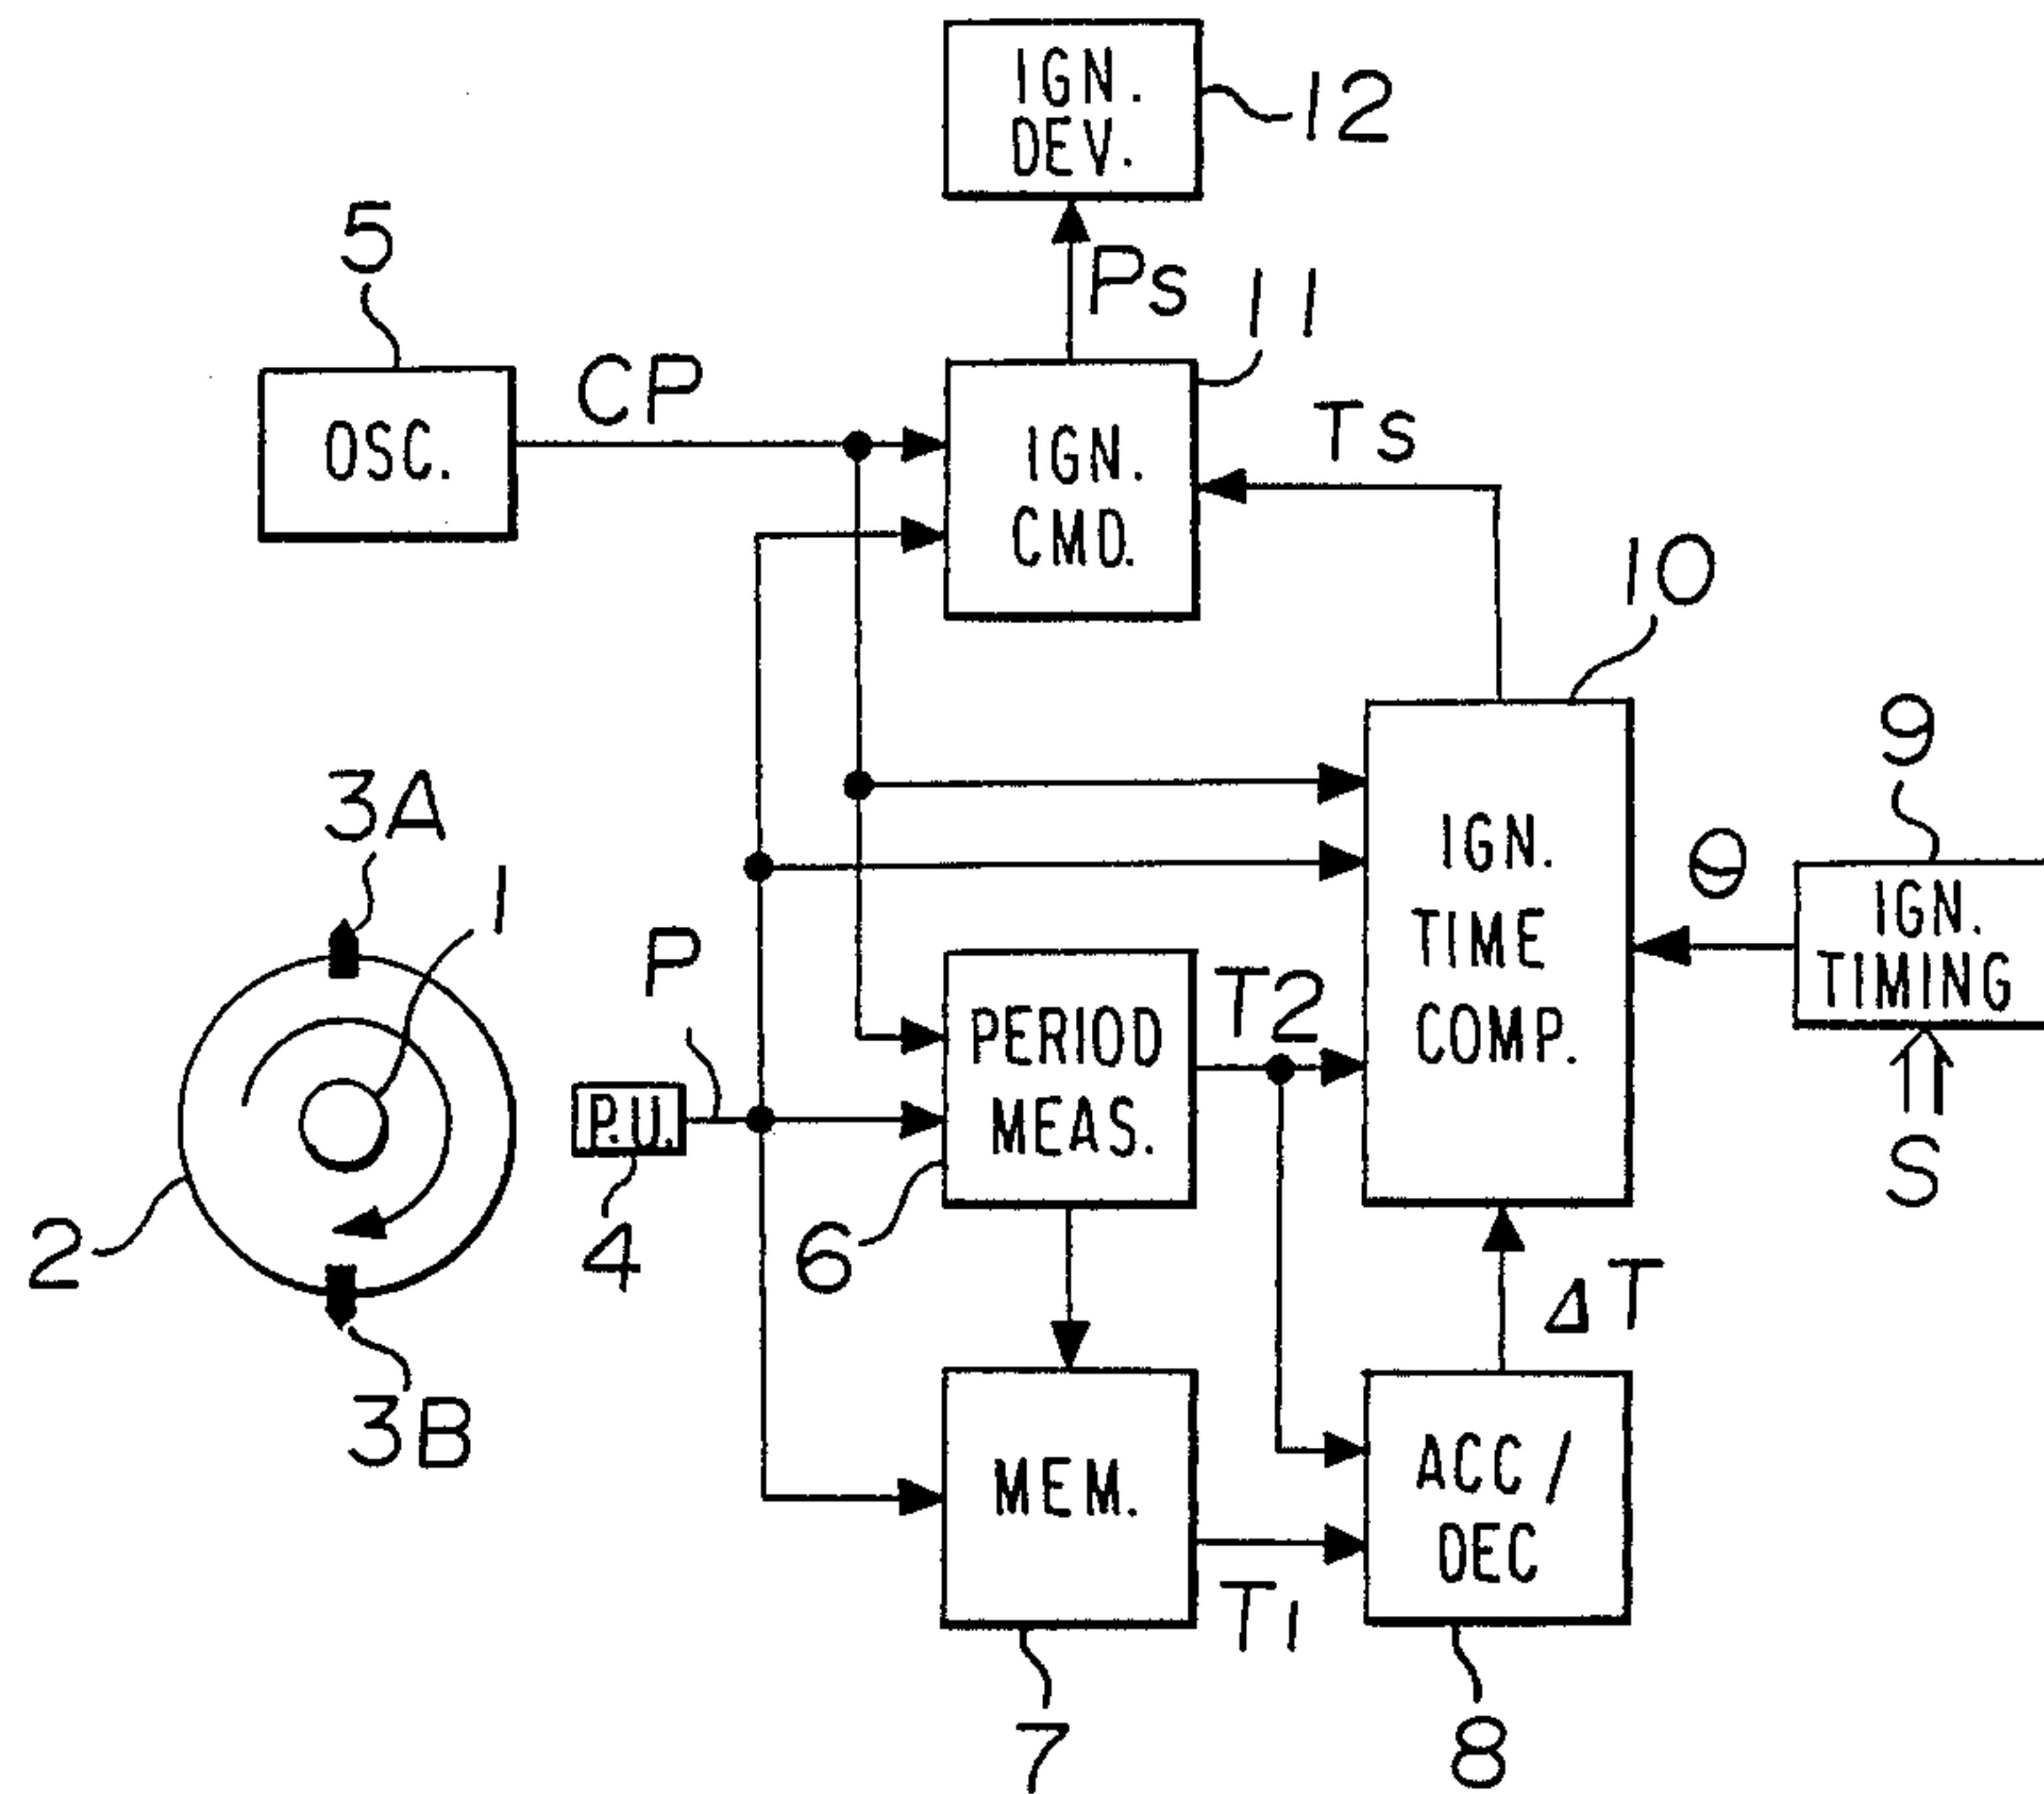 IGN.
DEV.
12
5
Ps
11
CP
OSC.
IGN.
CMD.
Ts
10
9
3A
1
IGN.
TIME
COMP.
Θ
IGN.
TIMING
P
PERIOD
MEAS.
T2
P.U.
S
2
4
6
ΔT
3B
MEM.
ACC/
DEC
T1
7
8